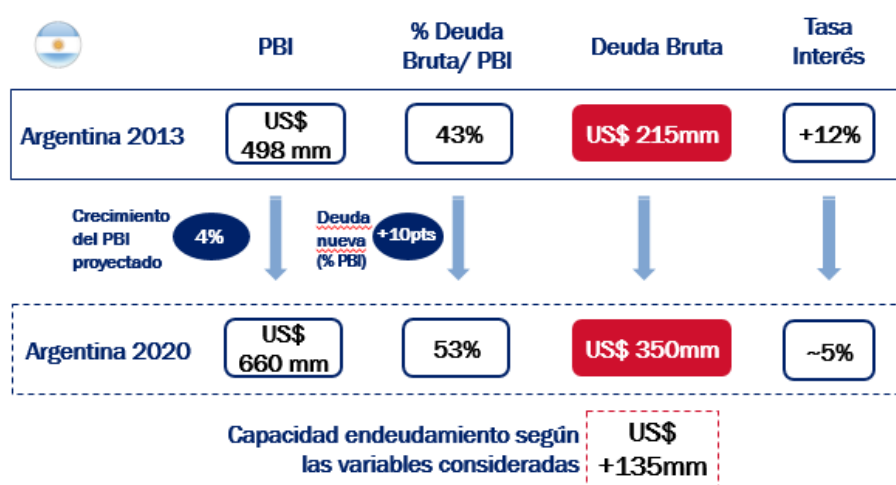 PBI
% Deuda
Bruta/ PBI
Deuda Bruta
Tasa
Interés
Argentina 2013
US$
498 mm
43%
US$ 215mm
+12%
Crecimiento
del PBI
proyectado
4%
Deuda
nueva
(% PBI)
+10pts
Argentina 2020
US$
660 mm
53%
US$ 350mm
~5%
Capacidad endeudamiento según
las variables consideradas
US$
+135mm